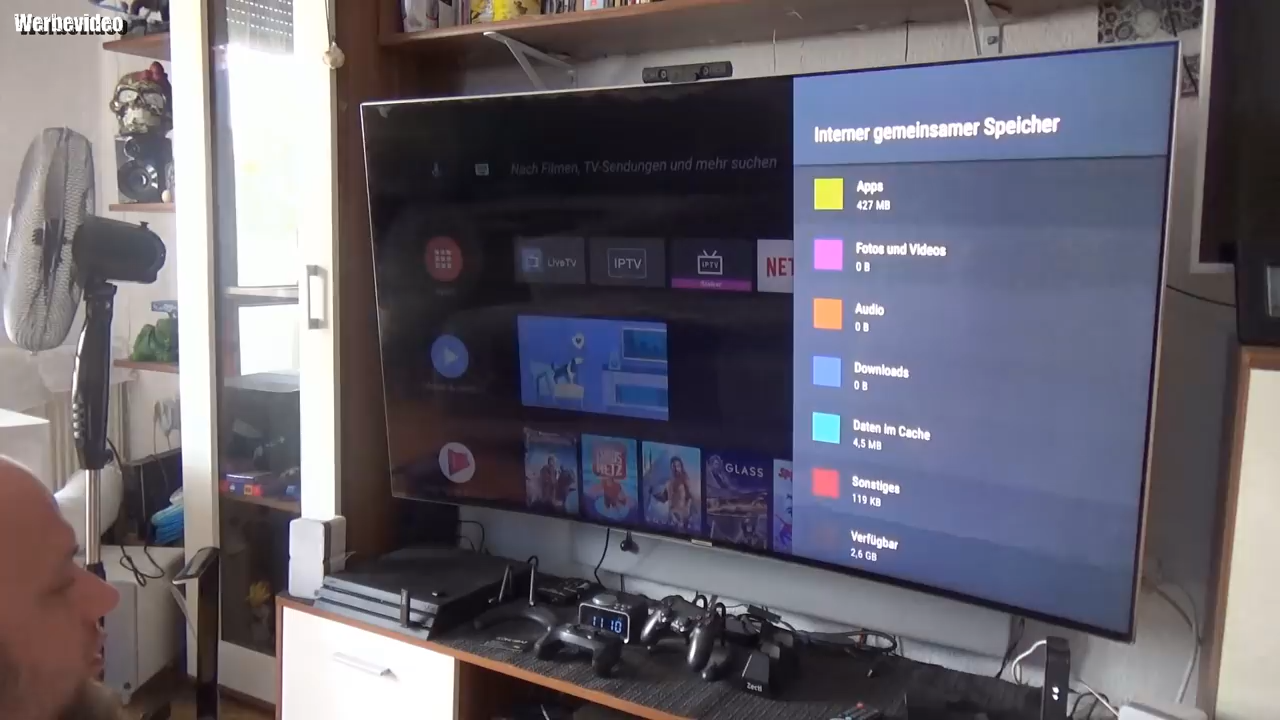 Werbevideo
Interner gemeinsamer Speicher
Nach Filmen, TV-Sendungen und mehr suchen
Apps
427 MB
Fotos und Videos
0 B
LiveTV
IPTV
IPTV
NET
Audio
0 B
Downloads
0 B
Daten im Cache
4,5 MB
GLASS
Sonstiges
119 KB
Verfügbar
2,6 GB
11:10